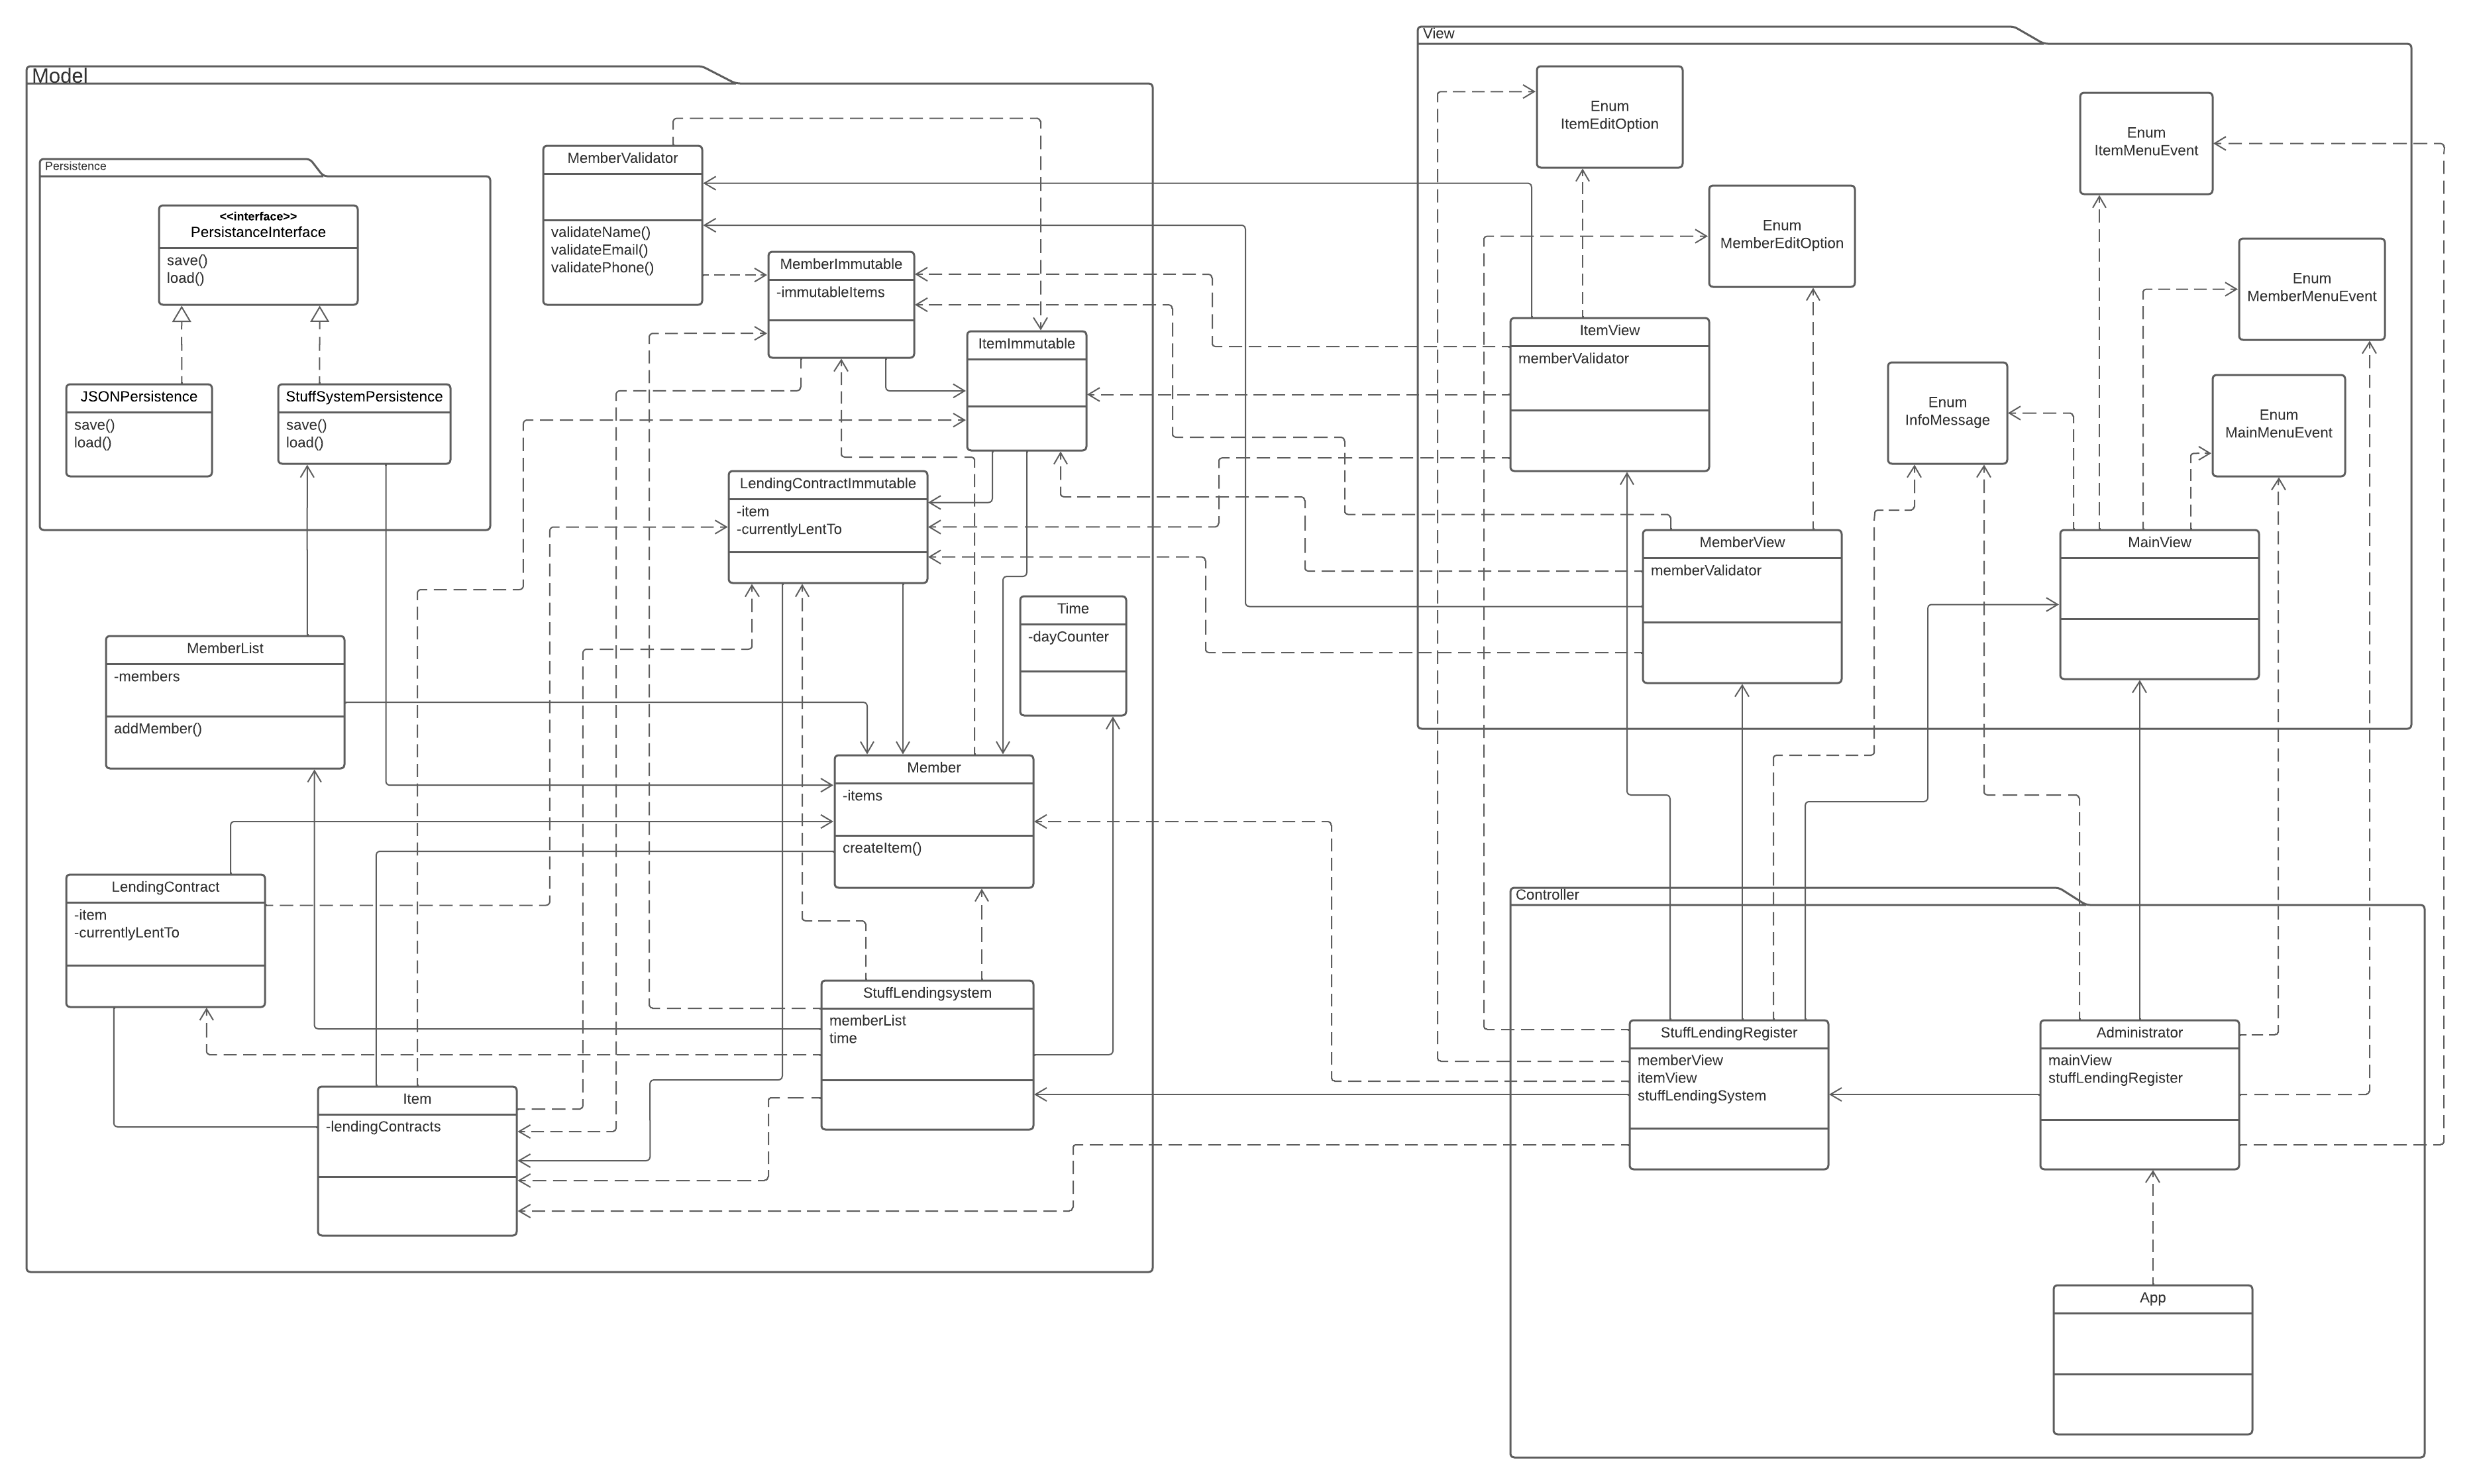 Model
Persistence
<<interface>>
PersistanceInterface
save()
load()
JSONPersistence
save()
load()
StuffSystemPersistence
save()
load()
MemberValidator
validateName()
validateEmail()
validatePhone()
MemberImmutable
-immutableItems
ItemImmutable
LendingContractImmutable
-item
-currentlyLentTo
Time
-dayCounter
MemberList
-members
addMember()
Member
-items
createItem()
LendingContract
-item
-currentlyLentTo
StuffLendingsystem
memberList
time
Item
-lendingContracts
View
Enum
ItemEditOption
Enum
ItemMenuEvent
Enum
MemberEditOption
Enum
MemberMenuEvent
ItemView
memberValidator
Enum
InfoMessage
Enum
MainMenuEvent
MemberView
memberValidator
MainView
Controller
StuffLendingRegister
memberView
itemView
stuffLendingSystem
Administrator
mainView
stuffLendingRegister
App